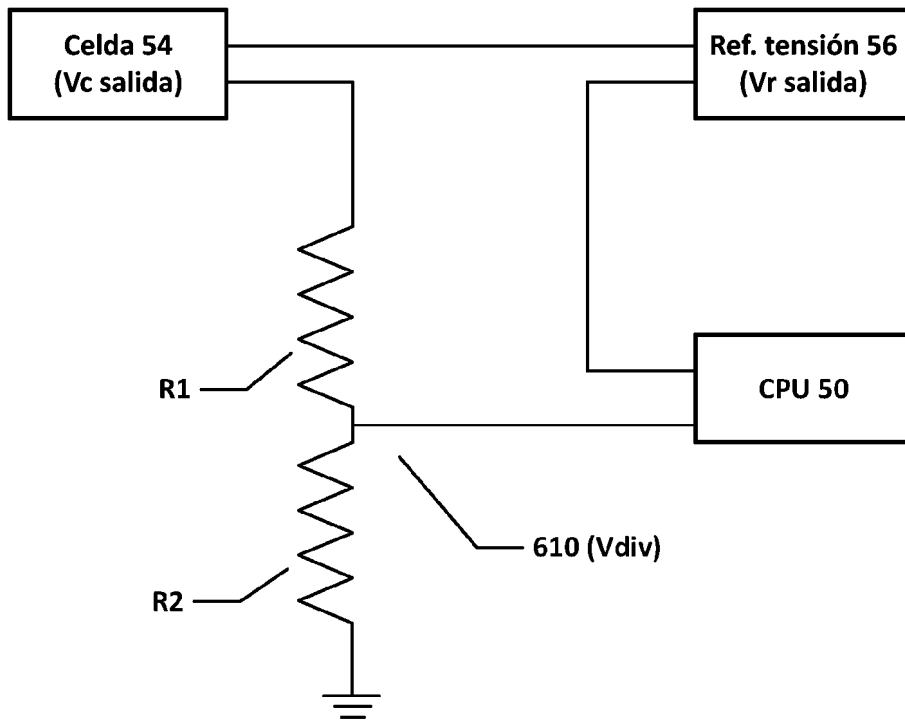 Celda 54
(Vc salida)
Ref. tensión 56
(Vr salida)
R1
CPU 50
610 (Vdiv)
R2